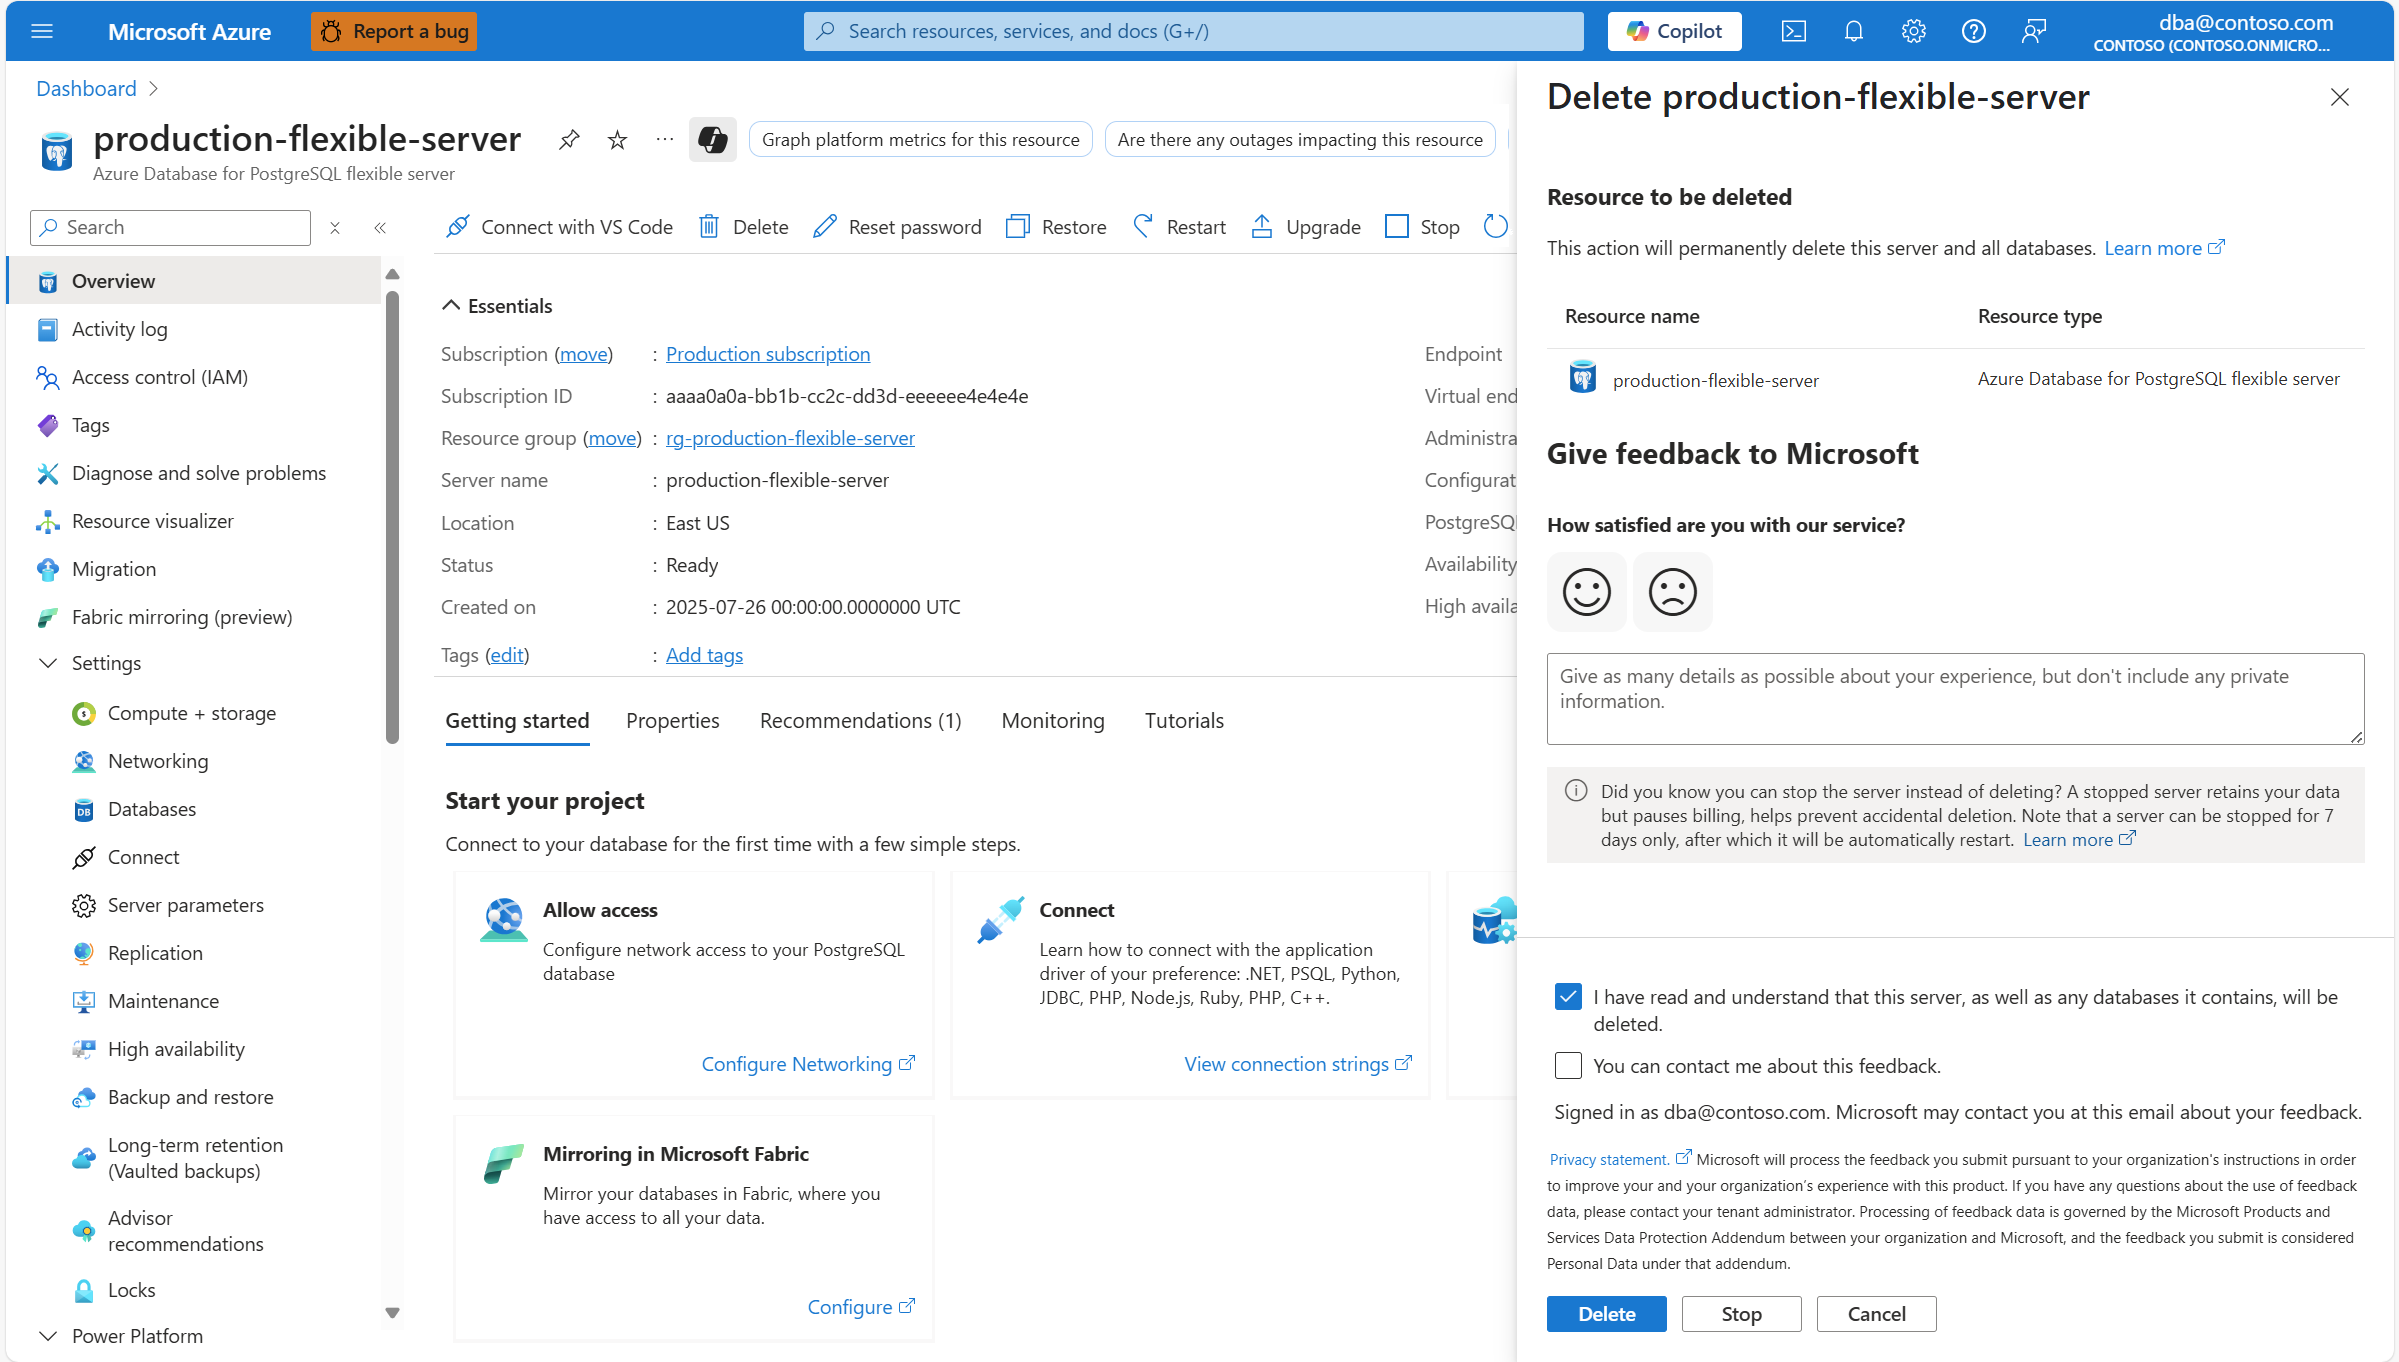 Microsoft Azure
Report a bug
Search resources, services, and docs (G+/)
Copilot
dba@contoso.com
CONTOSO (CONTOSO.ONMICRO...
Dashboard
production-flexible-server
Azure Database for PostgreSQL flexible server
Graph platform metrics for this resource
Are there any outages impacting this resource
Search
Overview
Activity log
Access control (IAM)
Tags
Diagnose and solve problems
Resource visualizer
Migration
Fabric mirroring (preview)
Settings
Compute + storage
Networking
Databases
Connect
Server parameters
Replication
Maintenance
High availability
Backup and restore
Long-term retention
(Vaulted backups)
Advisor
recommendations
Locks
Power Platform
Connect with VS Code
Delete
Reset password
Restore
Restart
Upgrade
Stop
Essentials
Subscription (move) : Production subscription
Subscription ID : aaaa0a0a-bb1b-cc2c-dd3d-eeeeee4e4e4e
Resource group (move) : rg-production-flexible-server
Server name : production-flexible-server
Location : East US
Status : Ready
Created on : 2025-07-26 00:00:00.0000000 UTC
Tags (edit) : Add tags
Endpoint
Virtual end
Administra
Configurat
PostgreSQL
Availability
High availa
Getting started
Properties
Recommendations (1)
Monitoring
Tutorials
Start your project
Connect to your database for the first time with a few simple steps.
Allow access
Configure network access to your PostgreSQL
database
Configure Networking
Connect
Learn how to connect with the application
driver of your preference: .NET, PSQL, Python,
JDBC, PHP, Node.js, Ruby, PHP, C++.
View connection strings
Mirroring in Microsoft Fabric
Mirror your databases in Fabric, where you
have access to all your data.
Configure
Delete production-flexible-server
Resource to be deleted
This action will permanently delete this server and all databases. Learn more
Resource name Resource type
production-flexible-server Azure Database for PostgreSQL flexible server
Give feedback to Microsoft
How satisfied are you with our service?
Give as many details as possible about your experience, but don't include any private
information.
Did you know you can stop the server instead of deleting? A stopped server retains your data
but pauses billing, helps prevent accidental deletion. Note that a server can be stopped for 7
days only, after which it will be automatically restart. Learn more
I have read and understand that this server, as well as any databases it contains, will be
deleted.
You can contact me about this feedback.
Signed in as dba@contoso.com. Microsoft may contact you at this email about your feedback.
Privacy statement. Microsoft will process the feedback you submit pursuant to your organization's instructions in order
to improve your and your organization's experience with this product. If you have any questions about the use of feedback
data, please contact your tenant administrator. Processing of feedback data is governed by the Microsoft Products and
Services Data Protection Addendum between your organization and Microsoft, and the feedback you submit is considered
Personal Data under that addendum.
Delete
Stop
Cancel